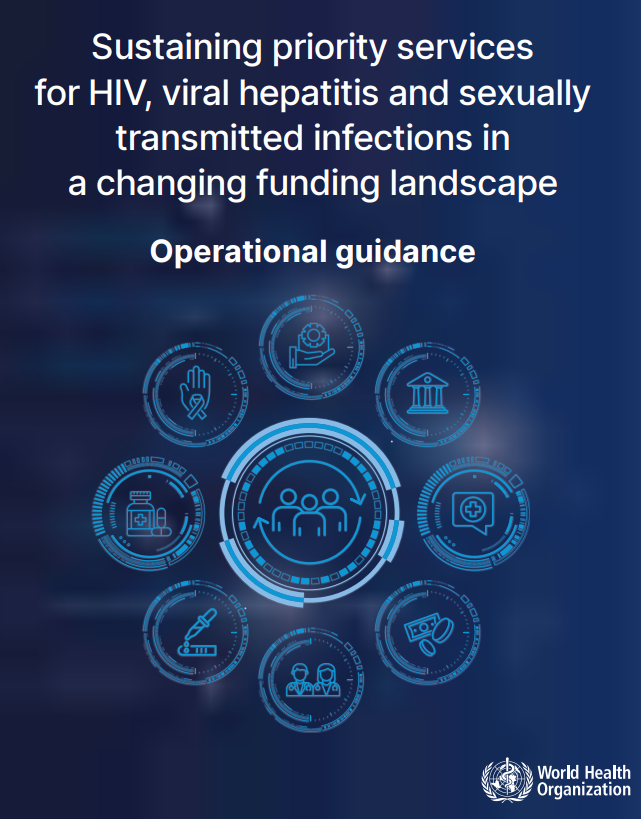 Sustaining priority services
for HIV, viral hepatitis and sexually
transmitted infections in
a changing funding landscape
Operational guidance
World Health
Organization